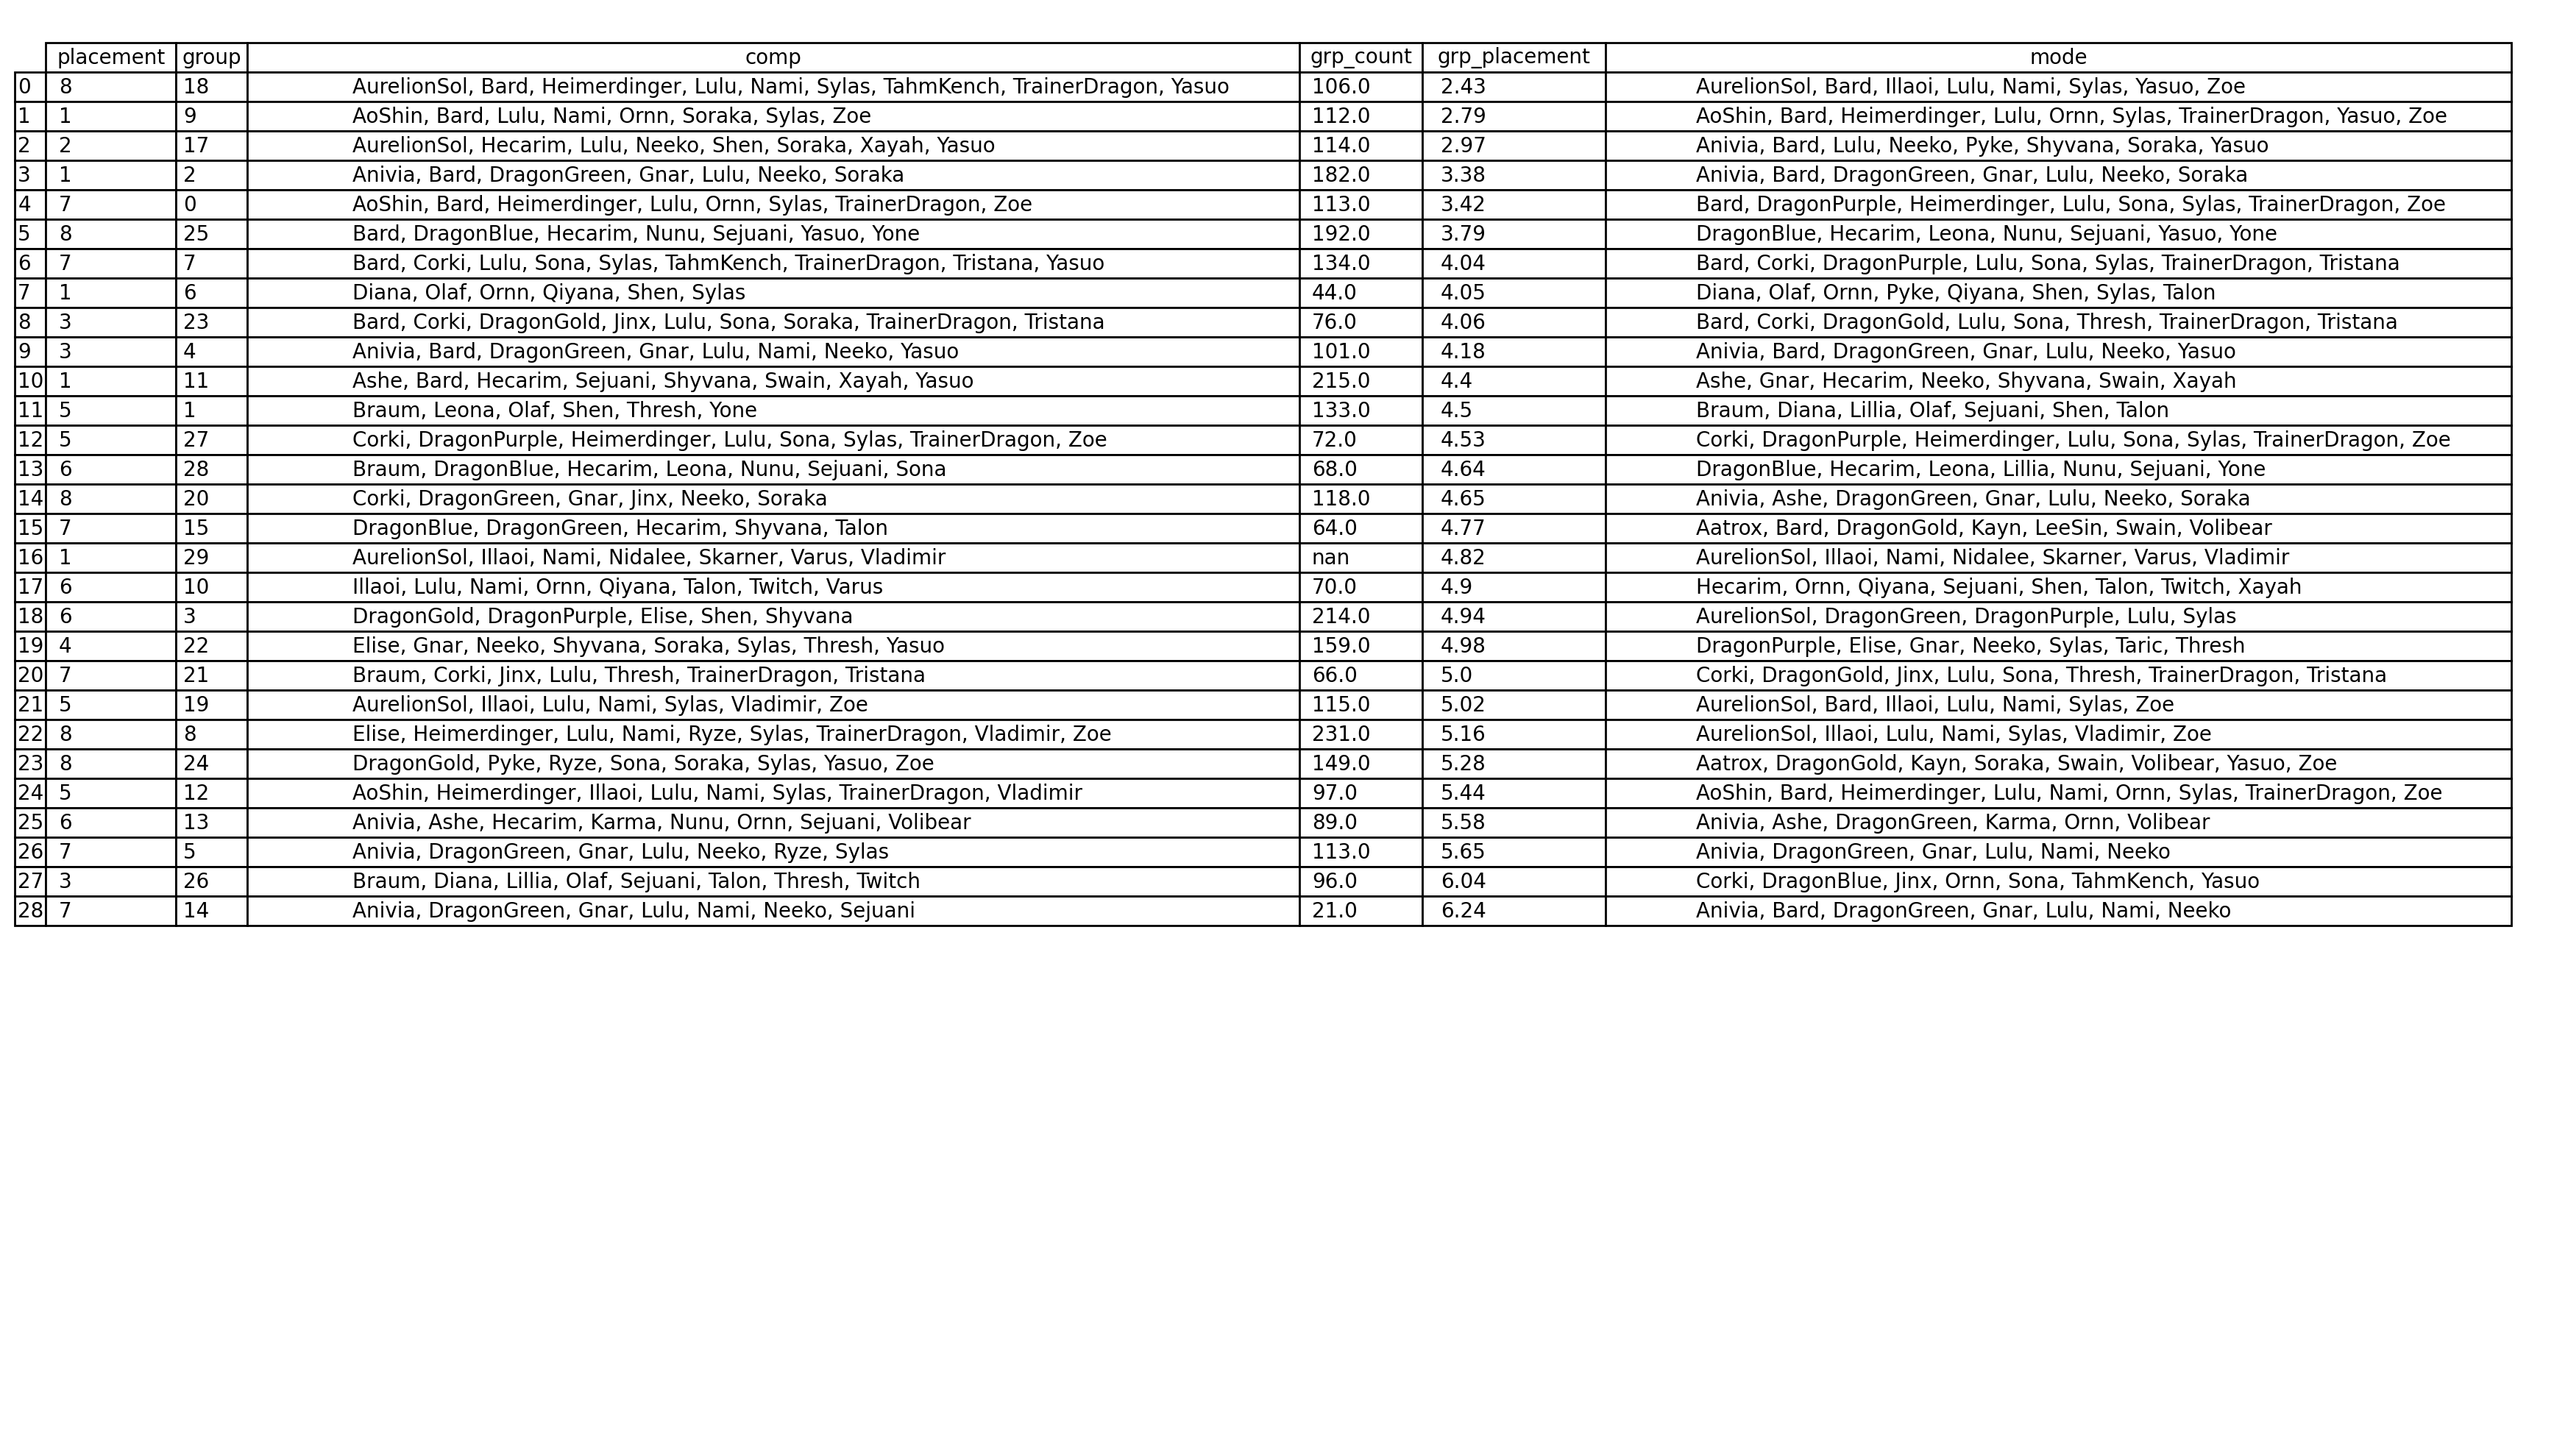 placement group comp grp_count grp_placement mode
0 8 18 AurelionSol, Bard, Heimerdinger, Lulu, Nami, Sylas, TahmKench, TrainerDragon, Yasuo 106.0 2.43 AurelionSol, Bard, Illaoi, Lulu, Nami, Sylas, Yasuo, Zoe
1 1 9 AoShin, Bard, Lulu, Nami, Ornn, Soraka, Sylas, Zoe 112.0 2.79 AoShin, Bard, Heimerdinger, Lulu, Ornn, Sylas, TrainerDragon, Yasuo, Zoe
2 2 17 AurelionSol, Hecarim, Lulu, Neeko, Shen, Soraka, Xayah, Yasuo 114.0 2.97 Anivia, Bard, Lulu, Neeko, Pyke, Shyvana, Soraka, Yasuo
3 1 2 Anivia, Bard, DragonGreen, Gnar, Lulu, Neeko, Soraka 182.0 3.38 Anivia, Bard, DragonGreen, Gnar, Lulu, Neeko, Soraka
4 7 0 AoShin, Bard, Heimerdinger, Lulu, Ornn, Sylas, TrainerDragon, Zoe 113.0 3.42 Bard, DragonPurple, Heimerdinger, Lulu, Sona, Sylas, TrainerDragon, Zoe
5 8 25 Bard, DragonBlue, Hecarim, Nunu, Sejuani, Yasuo, Yone 192.0 3.79 DragonBlue, Hecarim, Leona, Nunu, Sejuani, Yasuo, Yone
6 7 7 Bard, Corki, Lulu, Sona, Sylas, TahmKench, TrainerDragon, Tristana, Yasuo 134.0 4.04 Bard, Corki, DragonPurple, Lulu, Sona, Sylas, TrainerDragon, Tristana
7 1 6 Diana, Olaf, Ornn, Qiyana, Shen, Sylas 44.0 4.05 Diana, Olaf, Ornn, Pyke, Qiyana, Shen, Sylas, Talon
8 3 23 Bard, Corki, DragonGold, Jinx, Lulu, Sona, Soraka, TrainerDragon, Tristana 76.0 4.06 Bard, Corki, DragonGold, Lulu, Sona, Thresh, TrainerDragon, Tristana
9 3 4 Anivia, Bard, DragonGreen, Gnar, Lulu, Nami, Neeko, Yasuo 101.0 4.18 Anivia, Bard, DragonGreen, Gnar, Lulu, Neeko, Yasuo
10 1 11 Ashe, Bard, Hecarim, Sejuani, Shyvana, Swain, Xayah, Yasuo 215.0 4.4 Ashe, Gnar, Hecarim, Neeko, Shyvana, Swain, Xayah
11 5 1 Braum, Leona, Olaf, Shen, Thresh, Yone 133.0 4.5 Braum, Diana, Lillia, Olaf, Sejuani, Shen, Talon
12 5 27 Corki, DragonPurple, Heimerdinger, Lulu, Sona, Sylas, TrainerDragon, Zoe 72.0 4.53 Corki, DragonPurple, Heimerdinger, Lulu, Sona, Sylas, TrainerDragon, Zoe
13 6 28 Braum, DragonBlue, Hecarim, Leona, Nunu, Sejuani, Sona 68.0 4.64 DragonBlue, Hecarim, Leona, Lillia, Nunu, Sejuani, Yone
14 8 20 Corki, DragonGreen, Gnar, Jinx, Neeko, Soraka 118.0 4.65 Anivia, Ashe, DragonGreen, Gnar, Lulu, Neeko, Soraka
15 7 15 DragonBlue, DragonGreen, Hecarim, Shyvana, Talon 64.0 4.77 Aatrox, Bard, DragonGold, Kayn, LeeSin, Swain, Volibear
16 1 29 AurelionSol, Illaoi, Nami, Nidalee, Skarner, Varus, Vladimir nan 4.82 AurelionSol, Illaoi, Nami, Nidalee, Skarner, Varus, Vladimir
17 6 10 Illaoi, Lulu, Nami, Ornn, Qiyana, Talon, Twitch, Varus 70.0 4.9 Hecarim, Ornn, Qiyana, Sejuani, Shen, Talon, Twitch, Xayah
18 6 3 DragonGold, DragonPurple, Elise, Shen, Shyvana 214.0 4.94 AurelionSol, DragonGreen, DragonPurple, Lulu, Sylas
19 4 22 Elise, Gnar, Neeko, Shyvana, Soraka, Sylas, Thresh, Yasuo 159.0 4.98 DragonPurple, Elise, Gnar, Neeko, Sylas, Taric, Thresh
20 7 21 Braum, Corki, Jinx, Lulu, Thresh, TrainerDragon, Tristana 66.0 5.0 Corki, DragonGold, Jinx, Lulu, Sona, Thresh, TrainerDragon, Tristana
21 5 19 AurelionSol, Illaoi, Lulu, Nami, Sylas, Vladimir, Zoe 115.0 5.02 AurelionSol, Bard, Illaoi, Lulu, Nami, Sylas, Zoe
22 8 8 Elise, Heimerdinger, Lulu, Nami, Ryze, Sylas, TrainerDragon, Vladimir, Zoe 231.0 5.16 AurelionSol, Illaoi, Lulu, Nami, Sylas, Vladimir, Zoe
23 8 24 DragonGold, Pyke, Ryze, Sona, Soraka, Sylas, Yasuo, Zoe 149.0 5.28 Aatrox, DragonGold, Kayn, Soraka, Swain, Volibear, Yasuo, Zoe
24 5 12 AoShin, Heimerdinger, Illaoi, Lulu, Nami, Sylas, TrainerDragon, Vladimir 97.0 5.44 AoShin, Bard, Heimerdinger, Lulu, Nami, Ornn, Sylas, TrainerDragon, Zoe
25 6 13 Anivia, Ashe, Hecarim, Karma, Nunu, Ornn, Sejuani, Volibear 89.0 5.58 Anivia, Ashe, DragonGreen, Karma, Ornn, Volibear
26 7 5 Anivia, DragonGreen, Gnar, Lulu, Neeko, Ryze, Sylas 113.0 5.65 Anivia, DragonGreen, Gnar, Lulu, Nami, Neeko
27 3 26 Braum, Diana, Lillia, Olaf, Sejuani, Talon, Thresh, Twitch 96.0 6.04 Corki, DragonBlue, Jinx, Ornn, Sona, TahmKench, Yasuo
28 7 14 Anivia, DragonGreen, Gnar, Lulu, Nami, Neeko, Sejuani 21.0 6.24 Anivia, Bard, DragonGreen, Gnar, Lulu, Nami, Neeko